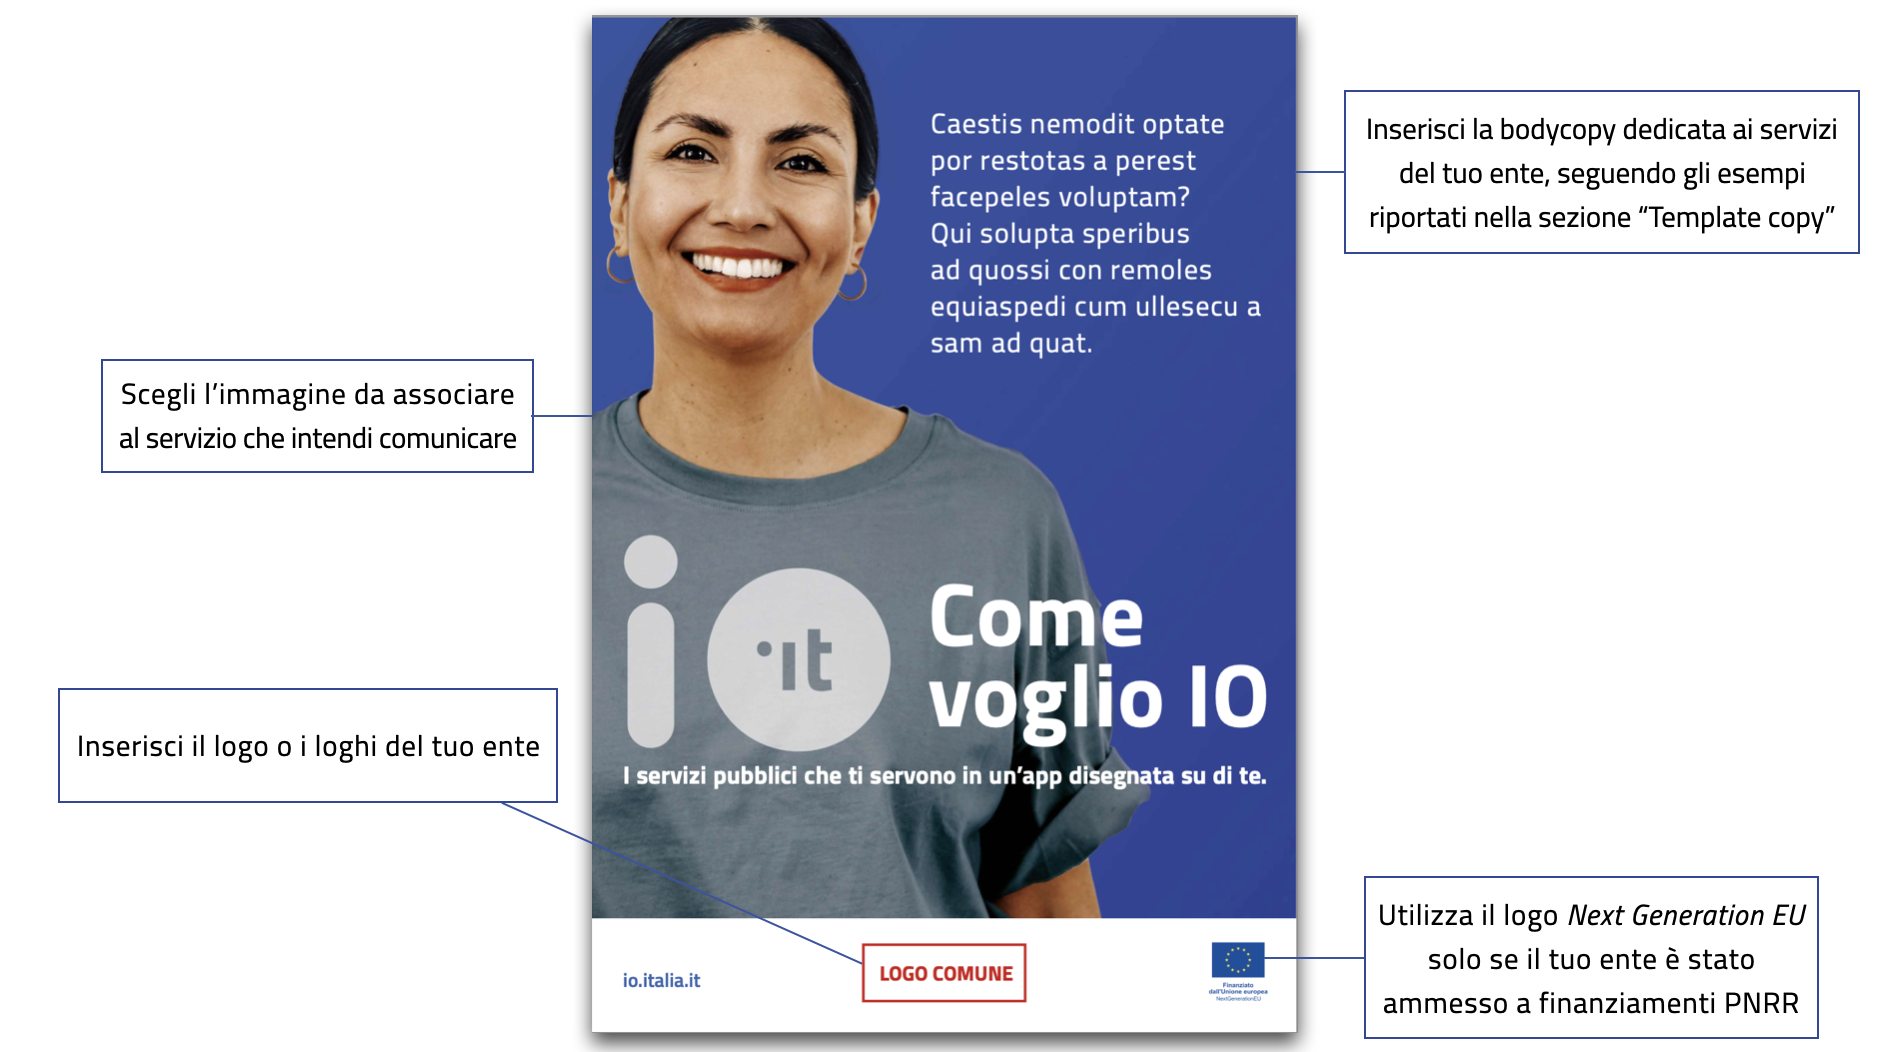 Caestis nemodit optate
por restotas a perest
facepeles voluptam?
Qui solupta speribus
ad quossi con remoles
equiaspedi cum ullesecu a
sam ad quat.
Inserisci la bodycopy dedicata ai servizi
del tuo ente, seguendo gli esempi
riportati nella sezione “Template copy”
Scegli l’immagine da associare
al servizio che intendi comunicare
io
·it
Come
voglio IO
I servizi pubblici che ti servono in un’app disegnata su di te.
Inserisci il logo o i loghi del tuo ente
io.italia.it
LOGO COMUNE
Finanziato
dall'Unione europea
NextGenerationEU
Utilizza il logo Next Generation EU
solo se il tuo ente è stato
ammesso a finanziamenti PNRR